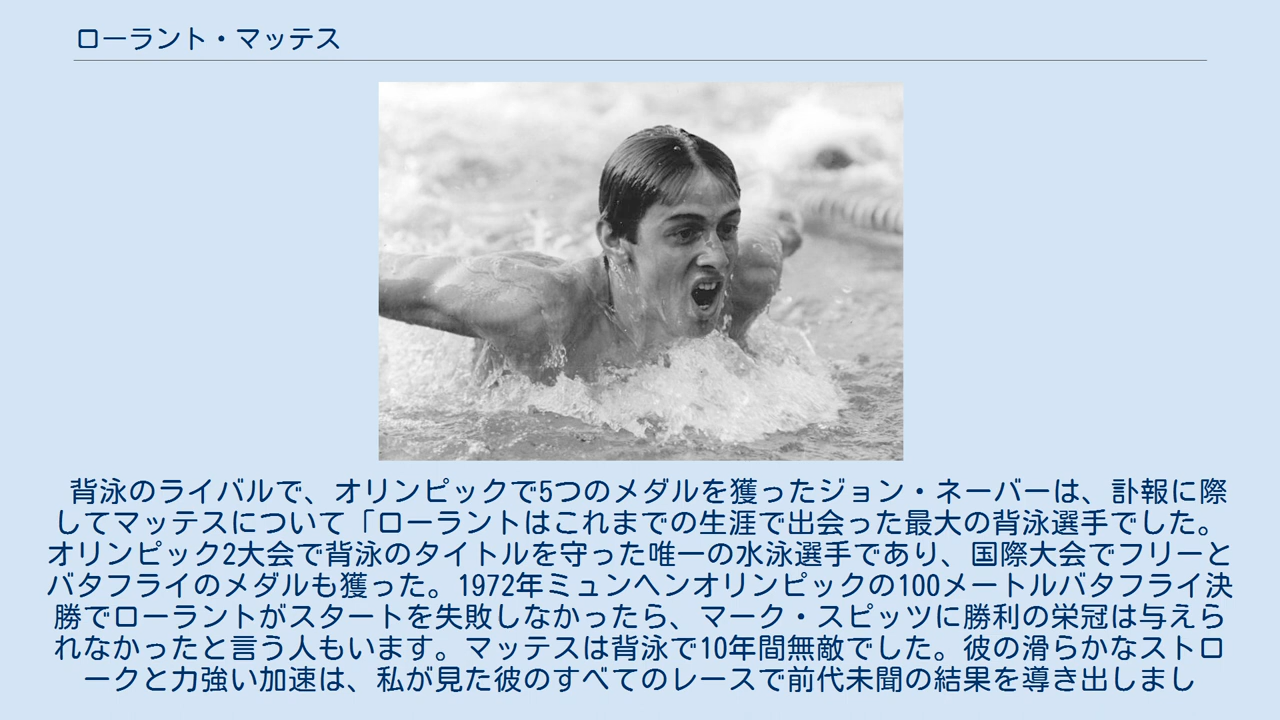 ローラント・マッテス
背泳のライバルで、オリンピックで5つのメダルを獲ったジョン・ネーバーは、訃報に際
してマッテスについて「ローラントはこれまでの生涯で出会った最大の背泳選手でした。
オリンピック2大会で背泳のタイトルを守った唯一の水泳選手であり、国際大会でフリーと
バタフライのメダルも獲った。1972年ミュンヘンオリンピックの100メートルバタフライ決
勝でローラントがスタートを失敗しなかったら、マーク・スピッツに勝利の栄冠は与えら
れなかったと言う人もいます。マッテスは背泳で10年間無敵でした。彼の滑らかなストロ
ークと力強い加速は、私が見た彼のすべてのレースで前代未聞の結果を導き出しまし